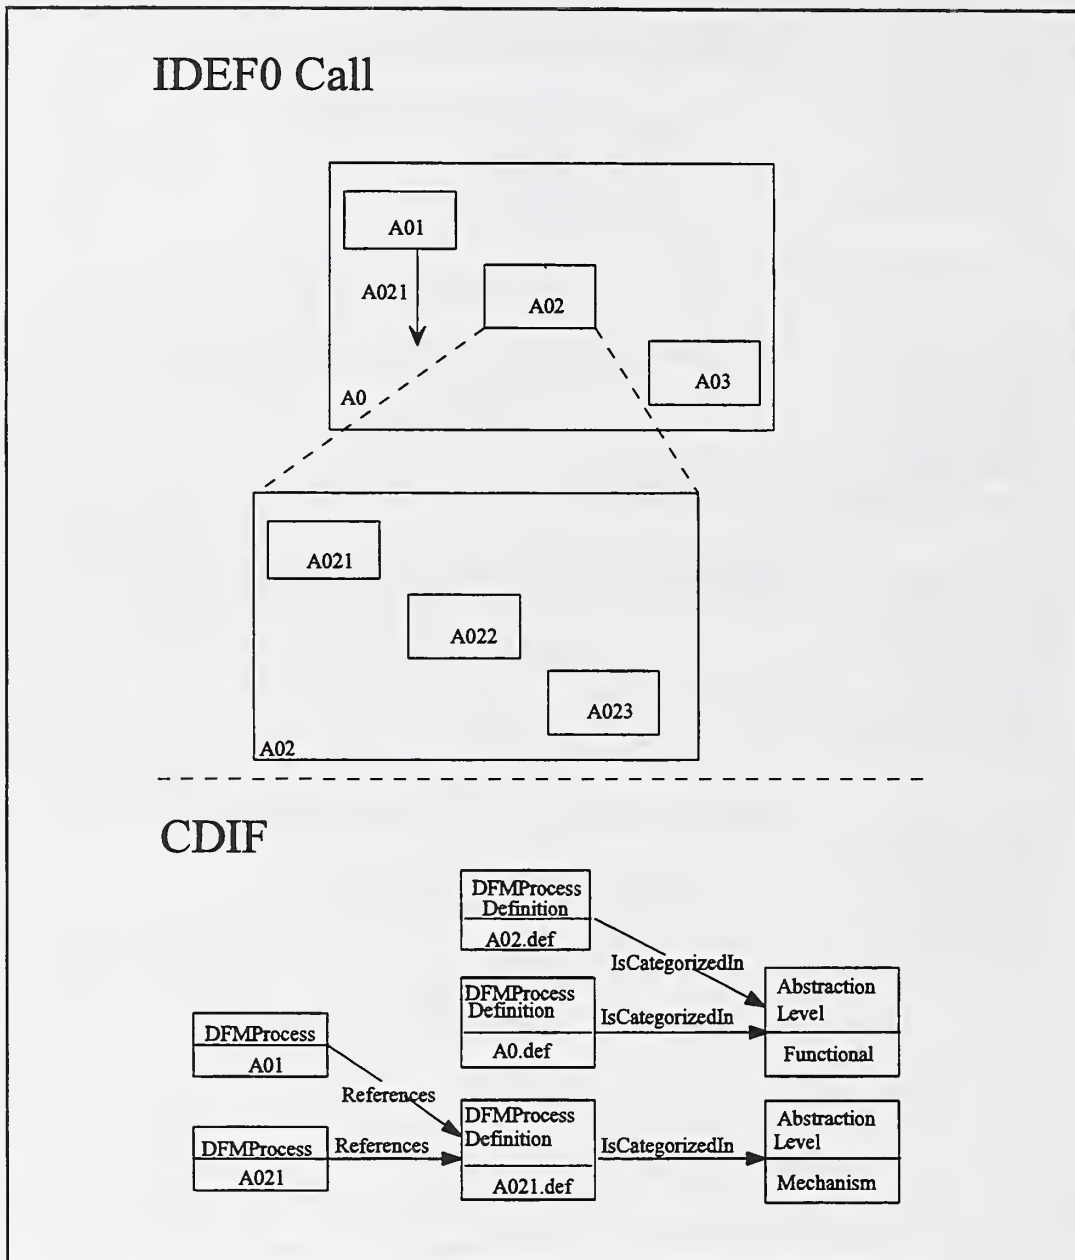 IDEF0 Call
A01
A021
A02
A03
A0
A021
A022
A023
A02
CDIF
DFMProcess
Definition
A02.def
IsCategorizedIn
DFMProcess
Definition
A0.def
IsCategorizedIn
Abstraction
Level
Functional
DFMProcess
A01
References
DFMProcess
A021
References
DFMProcess
Definition
A021.def
IsCategorizedIn
Abstraction
Level
Mechanism